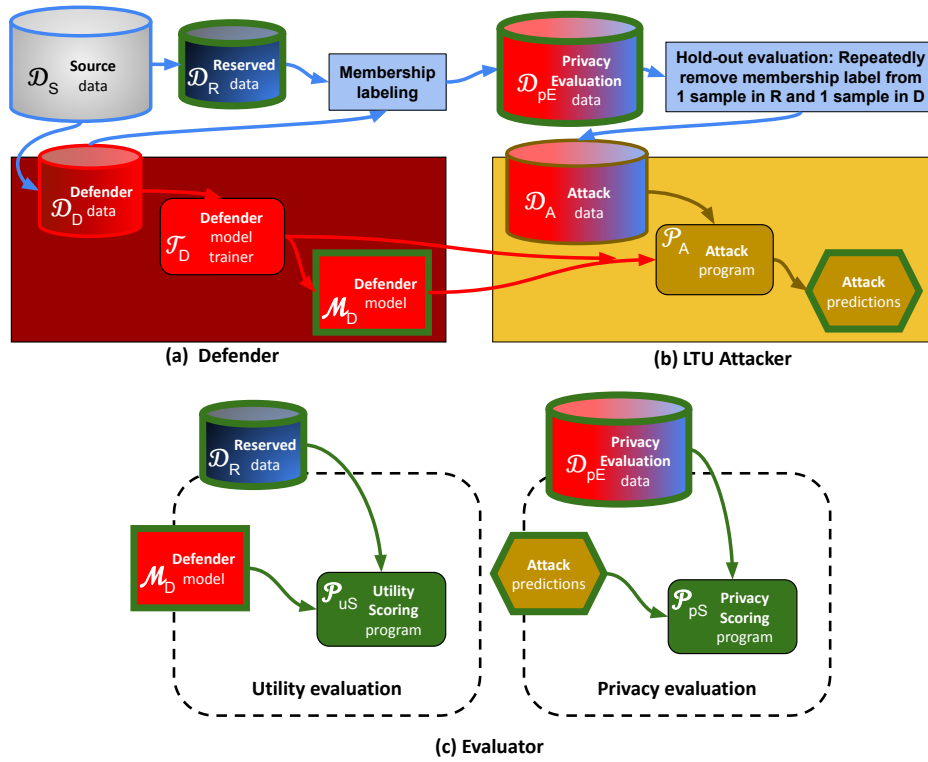 Source
𝒟S data
Reserved
𝒟R data
Membership
labeling
Privacy
Evaluation
𝒟pE data
Hold-out evaluation: Repeatedly
remove membership label from
1 sample in R and 1 sample in D
Defender
𝒟D data
Defender
model
𝒯D trainer
Defender
ℳD model
Attack
𝒟A data
𝒫A Attack
program
Attack
predictions
(a) Defender
(b) LTU Attacker
Reserved
𝒟R data
Privacy
Evaluation
𝒟pE data
Defender
ℳD model
𝒫uS Utility
Scoring
program
Attack
predictions
𝒫pS Privacy
Scoring
program
Utility evaluation
Privacy evaluation
(c) Evaluator